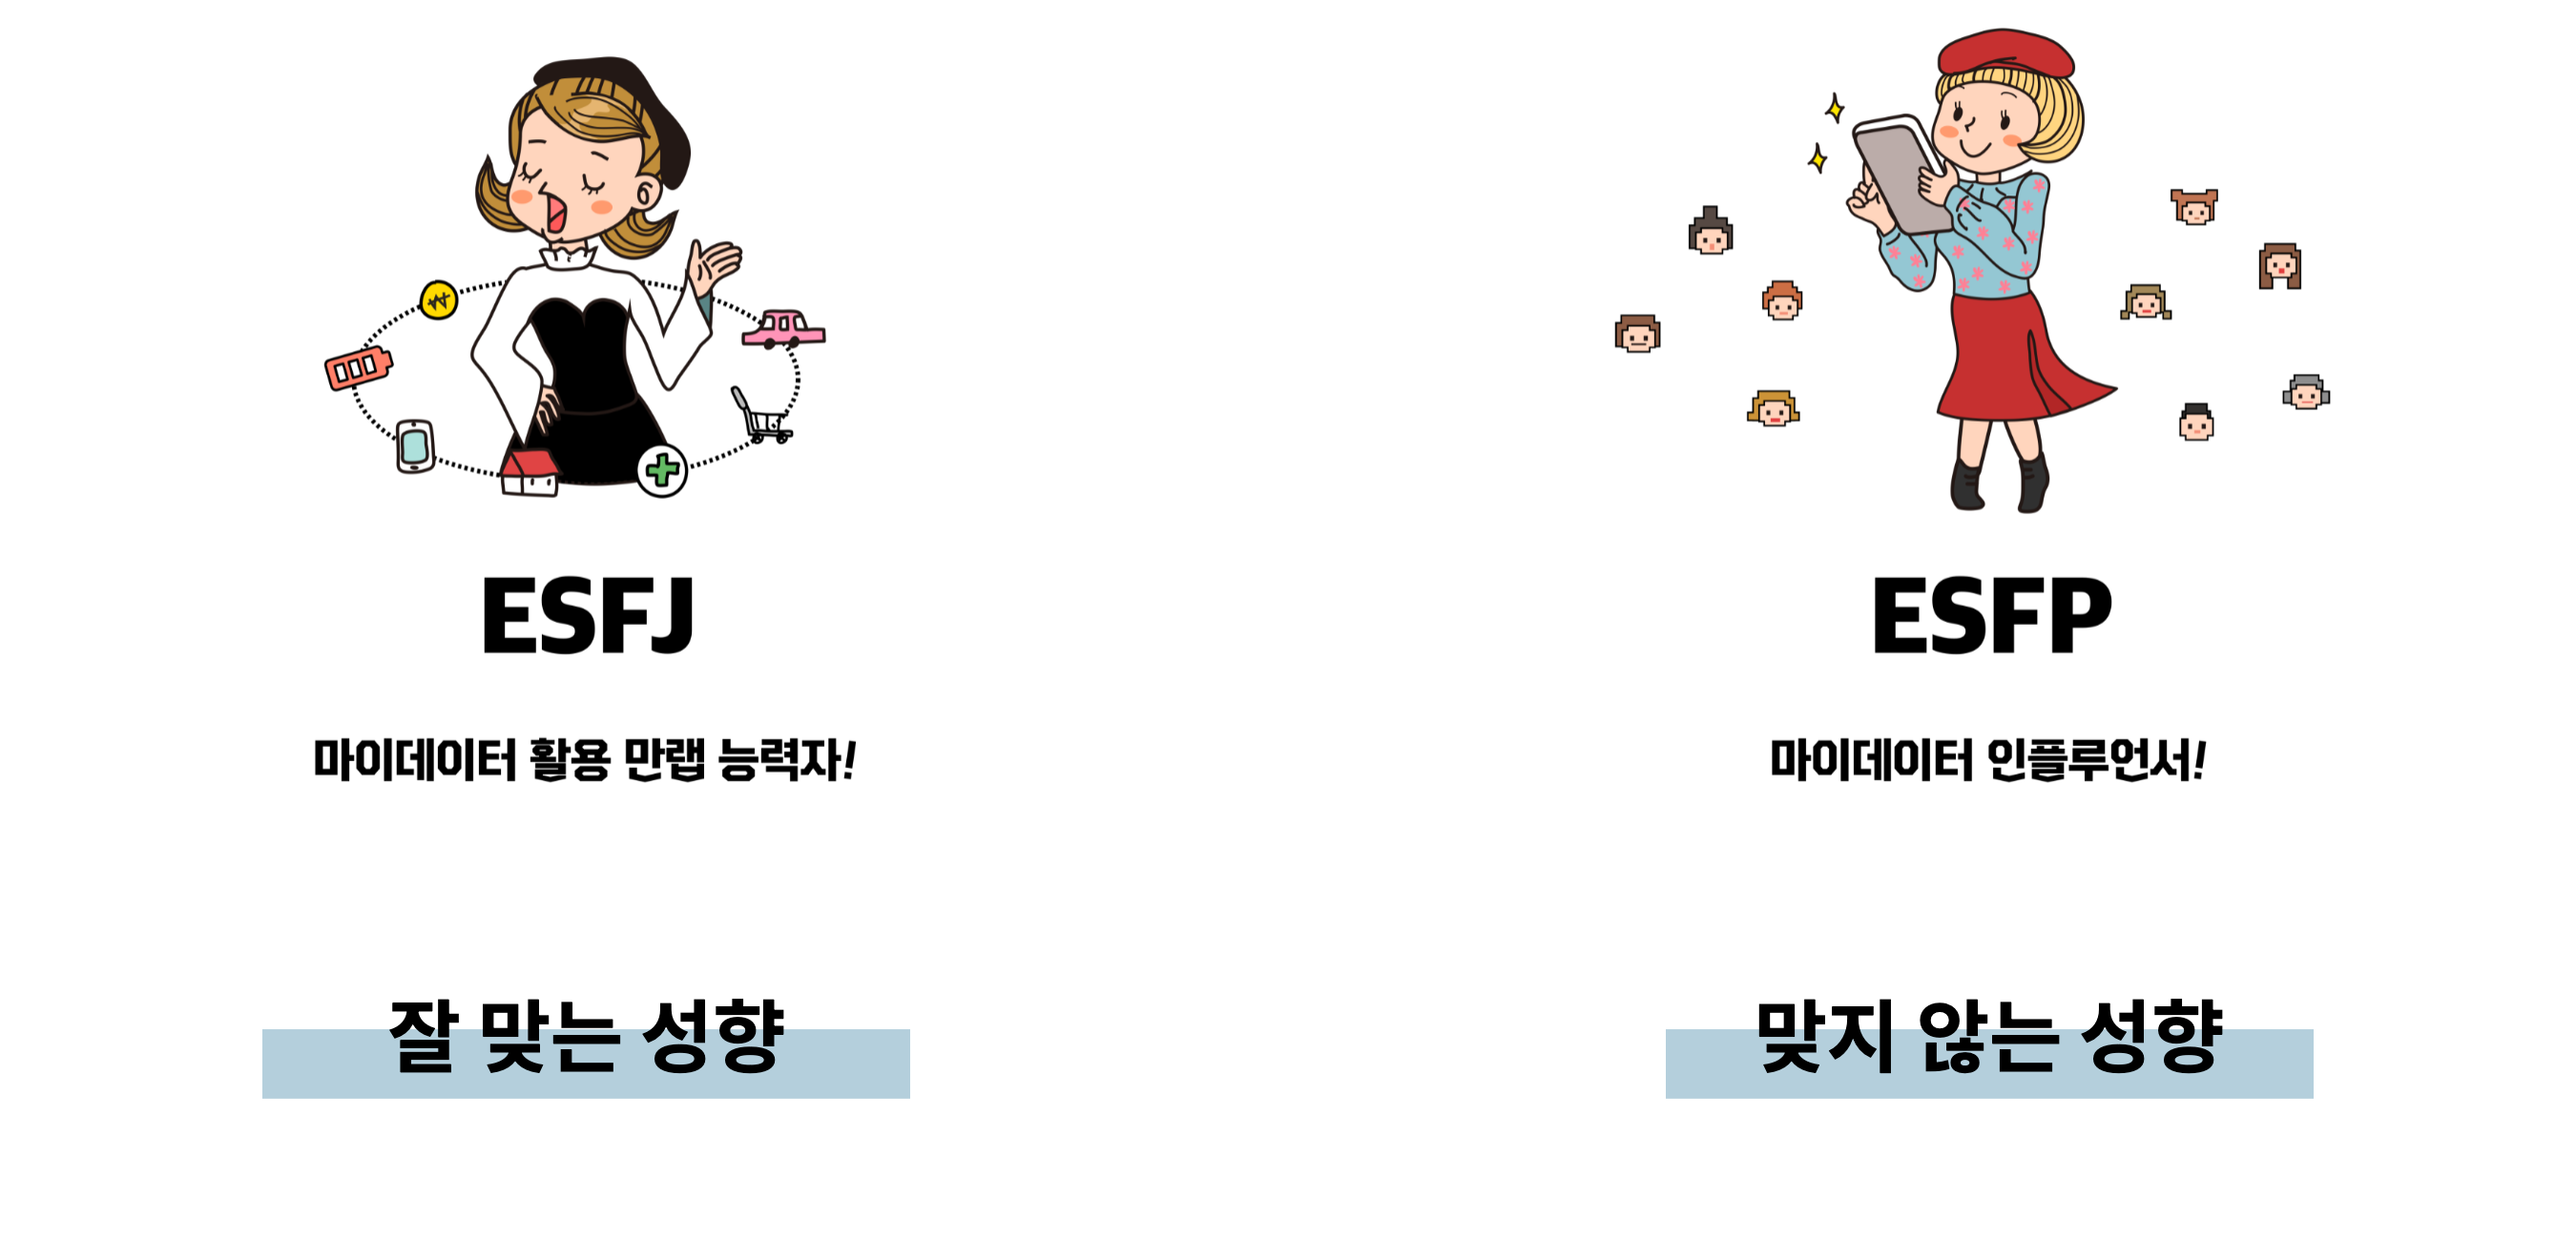 ESFJ
마이데이터 활용 만랩 능력자!
잘 맞는 성향
ESFP
마이데이터 인플루언서!
맞지 않는 성향